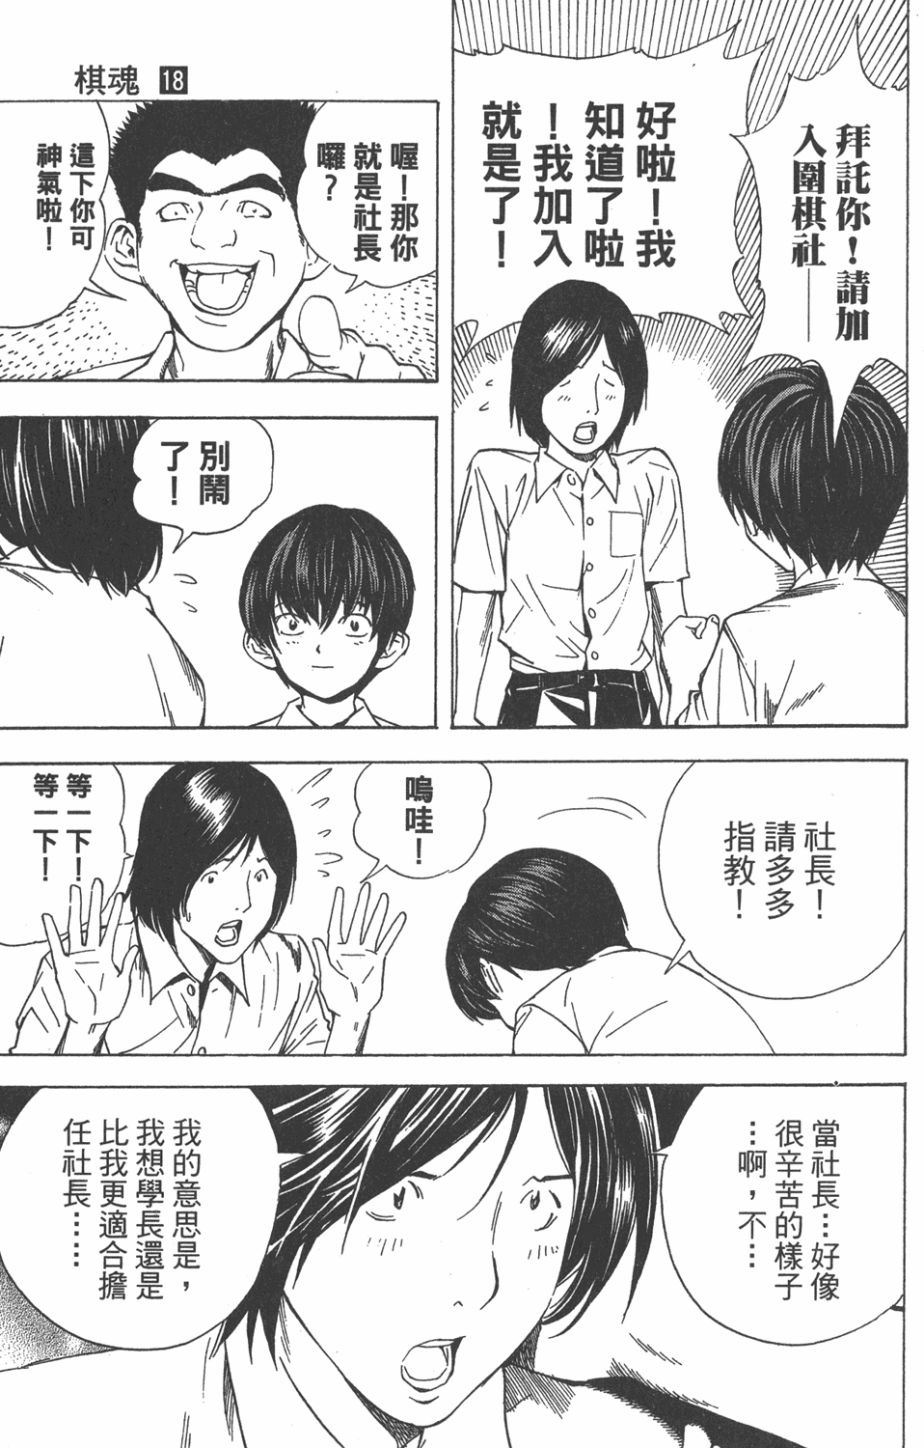 棋魂 18
拜託你！請加
入圍棋社——
好啦！我
知道了啦
！我加入
就是了！
喔！那你
就是社長
囉？
這下你可
神氣啦！
別鬧
了！
社長！
請多多
指教！
嗚哇！
等一下！
等一下！
當社長…好像
很辛苦的樣子
…啊，不…
我的意思是，
我想學長還是
比我更適合擔
任社長……